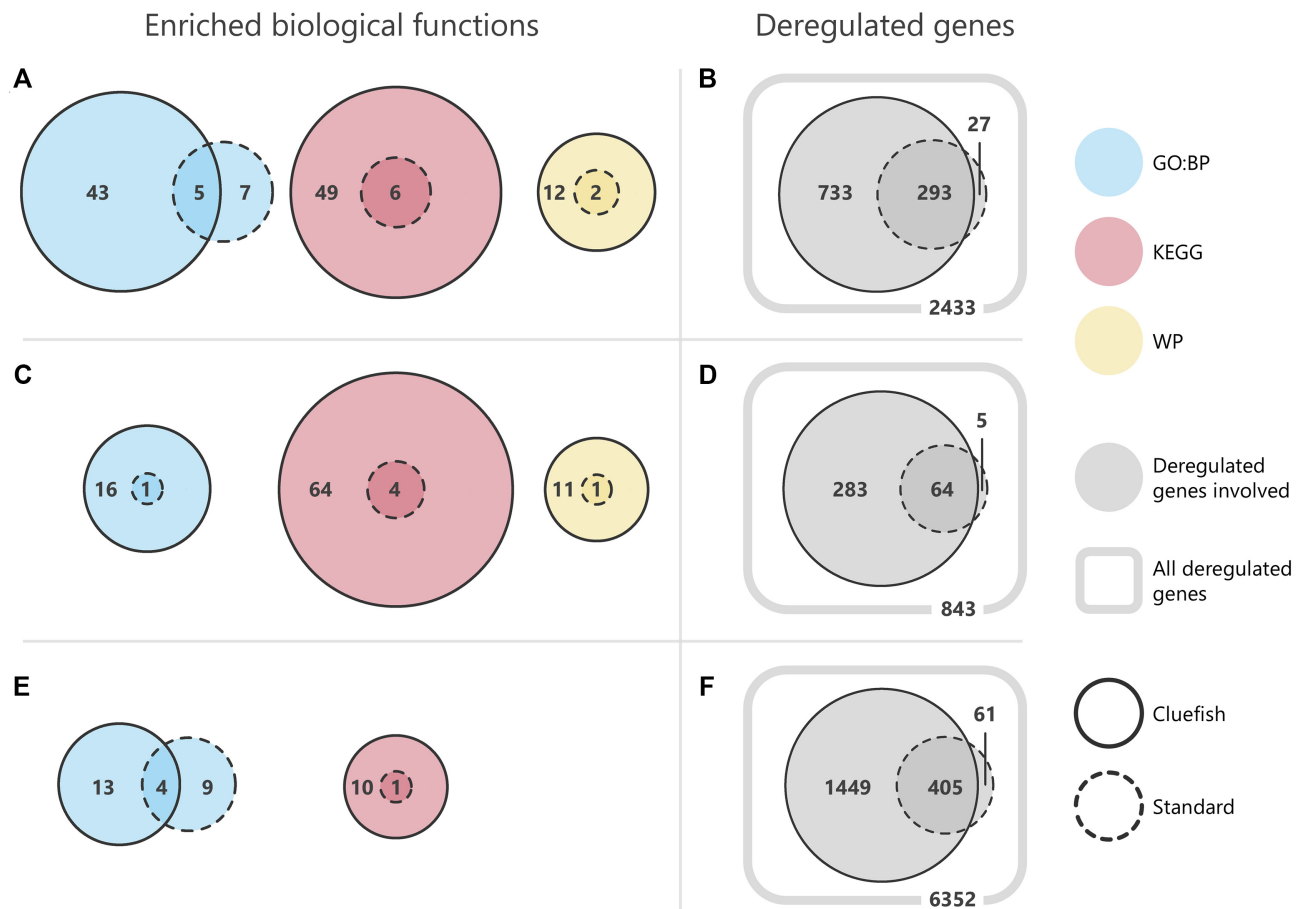 Enriched biological functions
Deregulated genes
A
43
5
7
49
6
12
2
B
27
733
293
2433
GO:BP
KEGG
WP
C
16
1
64
4
11
1
D
5
283
64
843
Deregulated
genes involved
All deregulated
genes
E
13
4
9
10
1
F
61
1449
405
6352
Cluefish
Standard